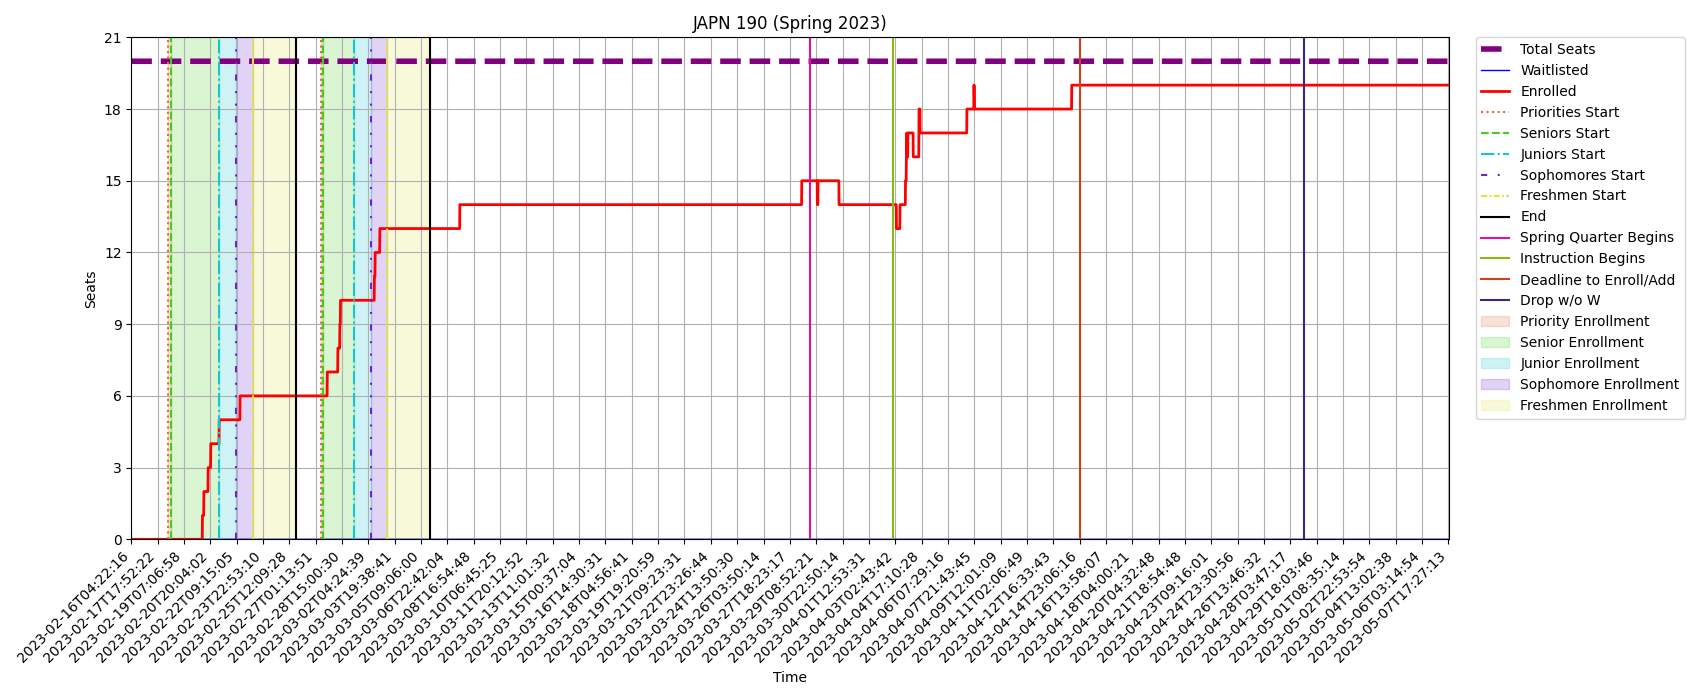 JAPN 190 (Spring 2023)
21
18
15
12
9
6
3
0
Seats
2023-02-16T04:22:16
2023-02-17T17:52:22
2023-02-19T07:06:58
2023-02-20T20:04:02
2023-02-22T09:15:05
2023-02-23T22:53:10
2023-02-25T12:09:28
2023-02-27T01:13:51
2023-02-28T15:00:30
2023-03-02T04:24:39
2023-03-03T19:38:41
2023-03-05T09:06:00
2023-03-06T22:42:04
2023-03-08T16:54:48
2023-03-10T06:45:25
2023-03-11T20:12:52
2023-03-13T11:01:32
2023-03-15T00:37:04
2023-03-16T14:30:31
2023-03-18T04:56:41
2023-03-19T19:20:59
2023-03-21T09:23:31
2023-03-22T23:26:44
2023-03-24T13:50:30
2023-03-26T03:50:14
2023-03-27T18:23:17
2023-03-29T08:52:21
2023-03-30T22:50:14
2023-04-01T12:53:31
2023-04-03T02:43:42
2023-04-04T17:10:28
2023-04-06T07:29:16
2023-04-07T21:43:45
2023-04-09T12:01:09
2023-04-11T02:06:49
2023-04-12T16:33:43
2023-04-14T23:06:16
2023-04-16T13:58:07
2023-04-18T04:00:21
2023-04-20T04:32:48
2023-04-21T18:54:48
2023-04-23T09:16:01
2023-04-24T23:30:56
2023-04-26T13:46:32
2023-04-28T03:47:17
2023-04-29T18:03:46
2023-05-01T08:35:14
2023-05-02T22:53:54
2023-05-04T13:02:38
2023-05-06T03:14:54
2023-05-07T17:27:13
Time
Total Seats
Waitlisted
Enrolled
Priorities Start
Seniors Start
Juniors Start
Sophomores Start
Freshmen Start
End
Spring Quarter Begins
Instruction Begins
Deadline to Enroll/Add
Drop w/o W
Priority Enrollment
Senior Enrollment
Junior Enrollment
Sophomore Enrollment
Freshmen Enrollment